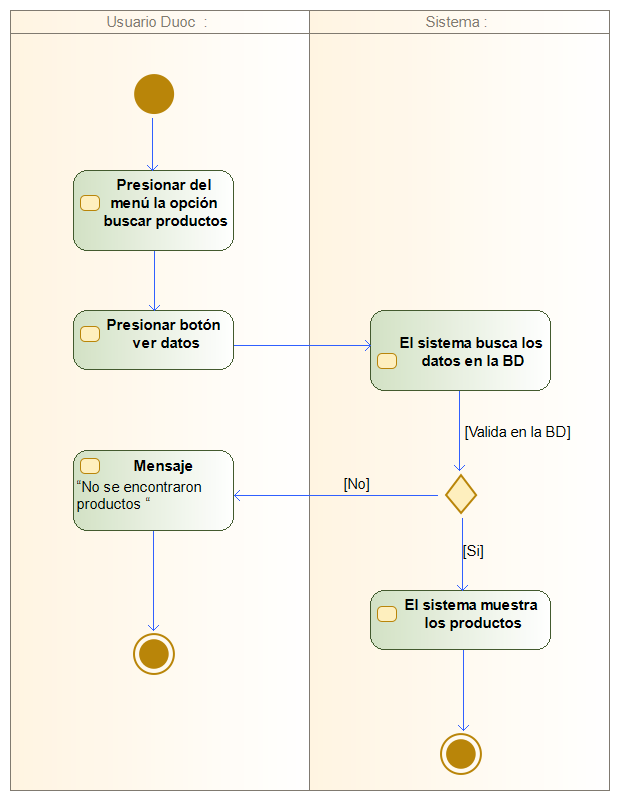 Usuario Duoc :
Sistema :
Presionar del
menú la opción
buscar productos
Presionar botón
ver datos
El sistema busca los
datos en la BD
[Valida en la BD]
Mensaje
“No se encontraron
productos “
[No]
[Si]
El sistema muestra
los productos